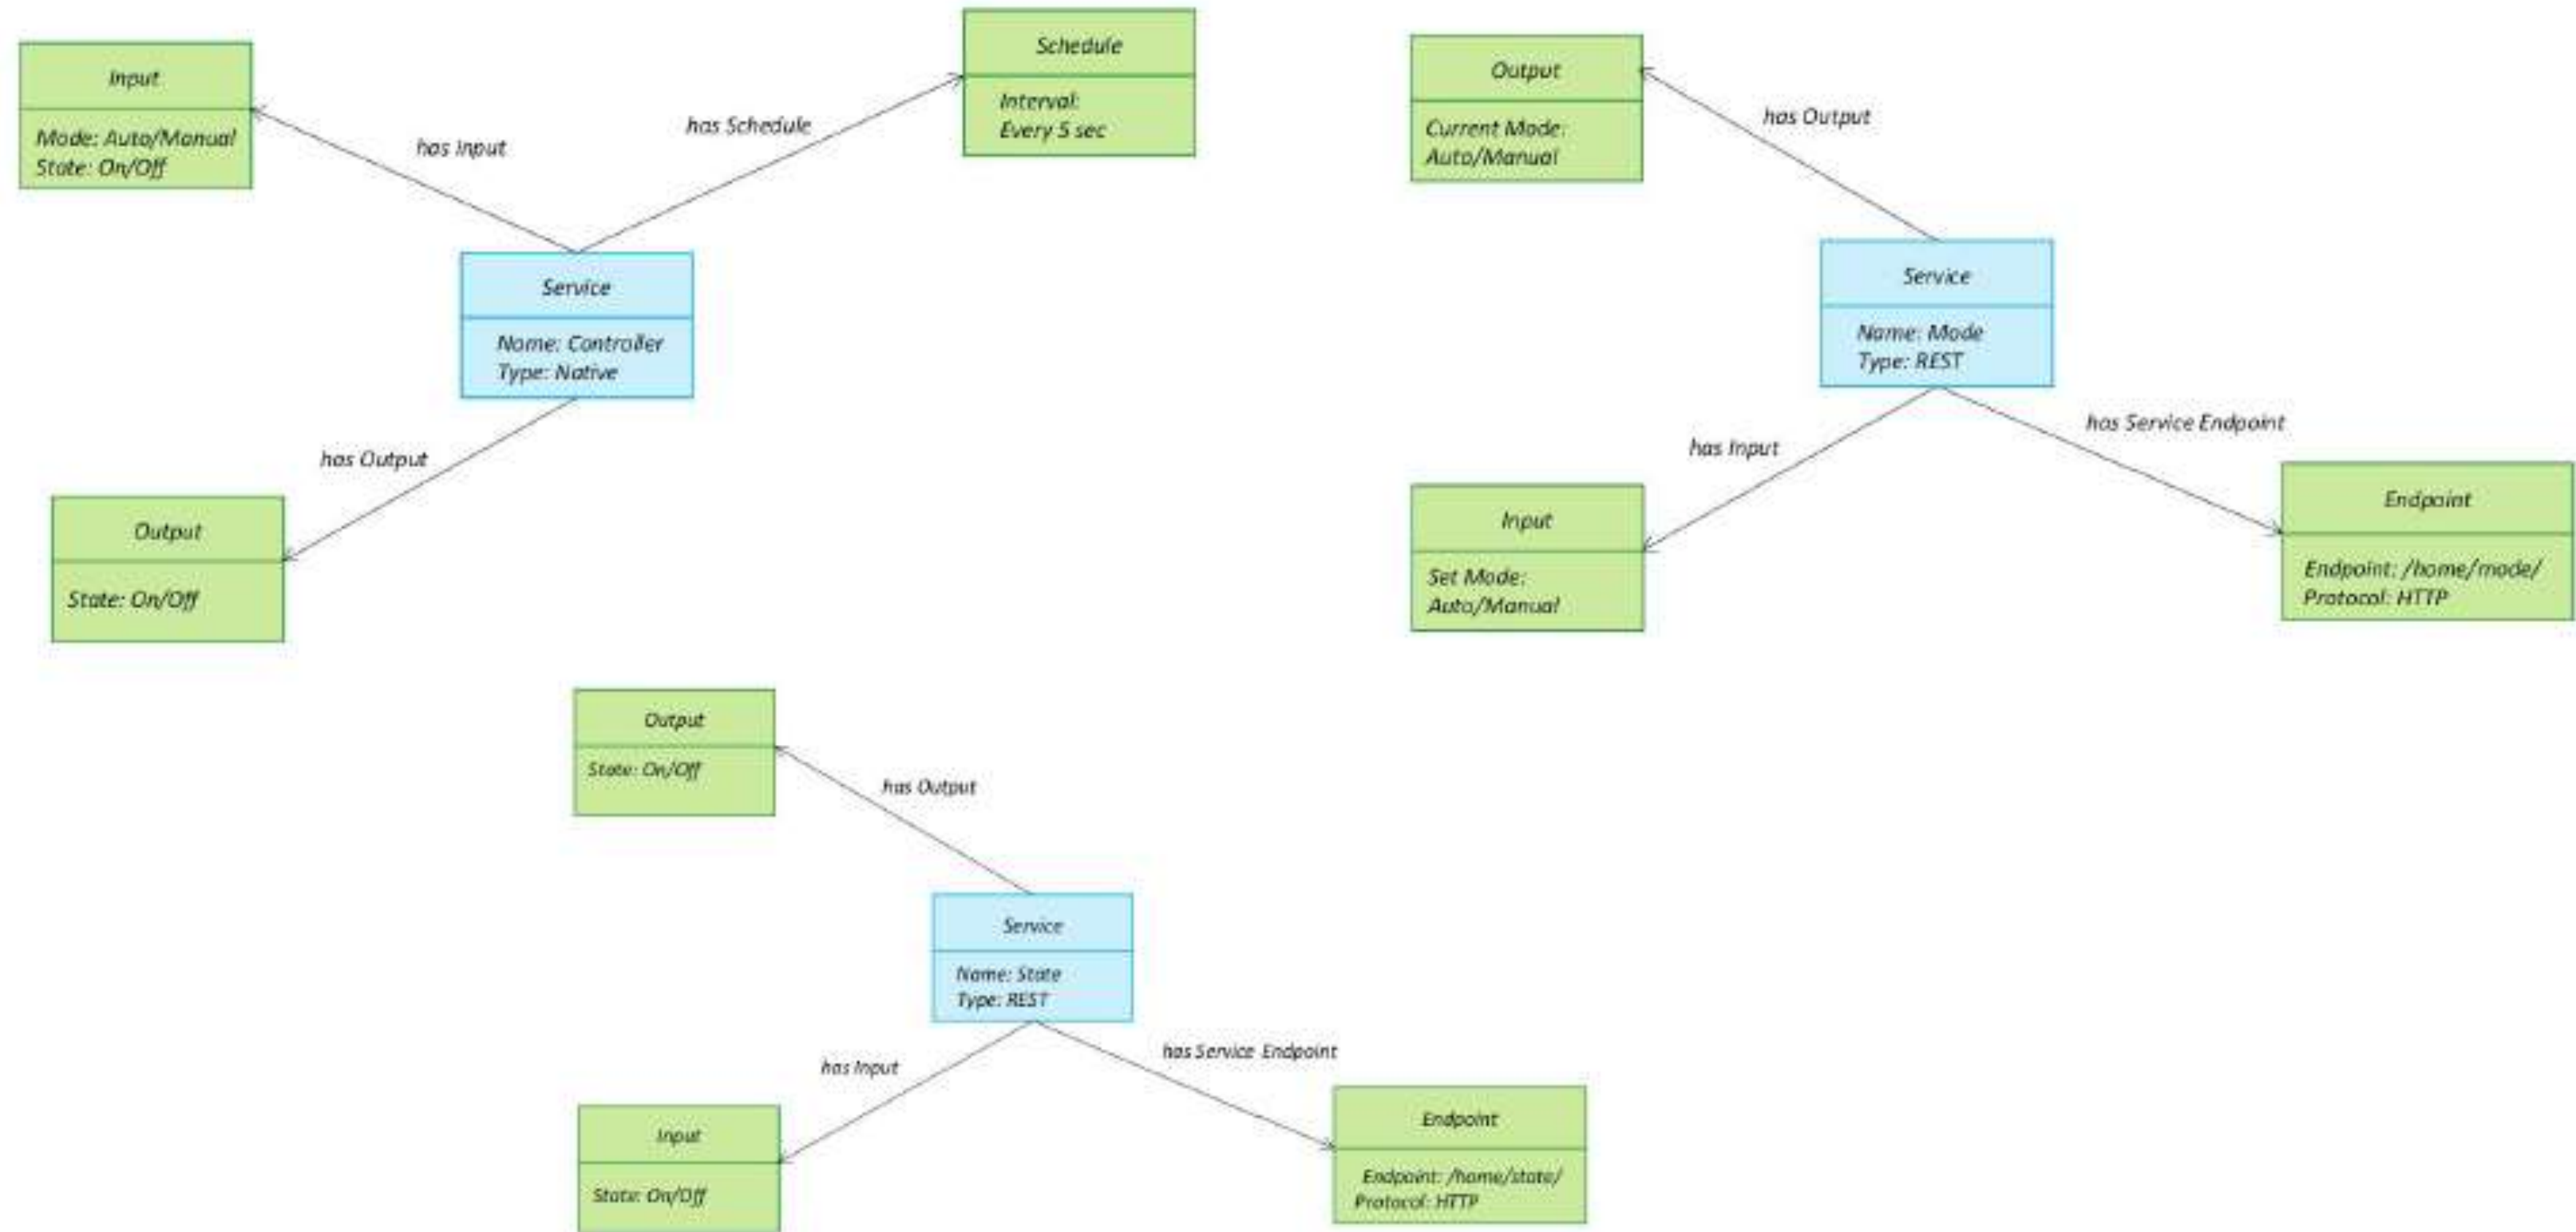 Input
Mode: Auto/Manual
State: On/Off
has Input
has Schedule
Schedule
Interval:
Every 5 sec
Service
Name: Controller
Type: Native
has Output
Output
State: On/Off
Output
Current Mode:
Auto/Manual
has Output
Service
Name: Mode
Type: REST
has Input
has Service Endpoint
Input
Set Mode:
Auto/Manual
Endpoint
Endpoint: /home/mode/
Protocol: HTTP
Output
State: On/Off
has Output
Service
Name: State
Type: REST
has Input
has Service Endpoint
Input
State: On/Off
Endpoint
Endpoint: /home/state/
Protocol: HTTP